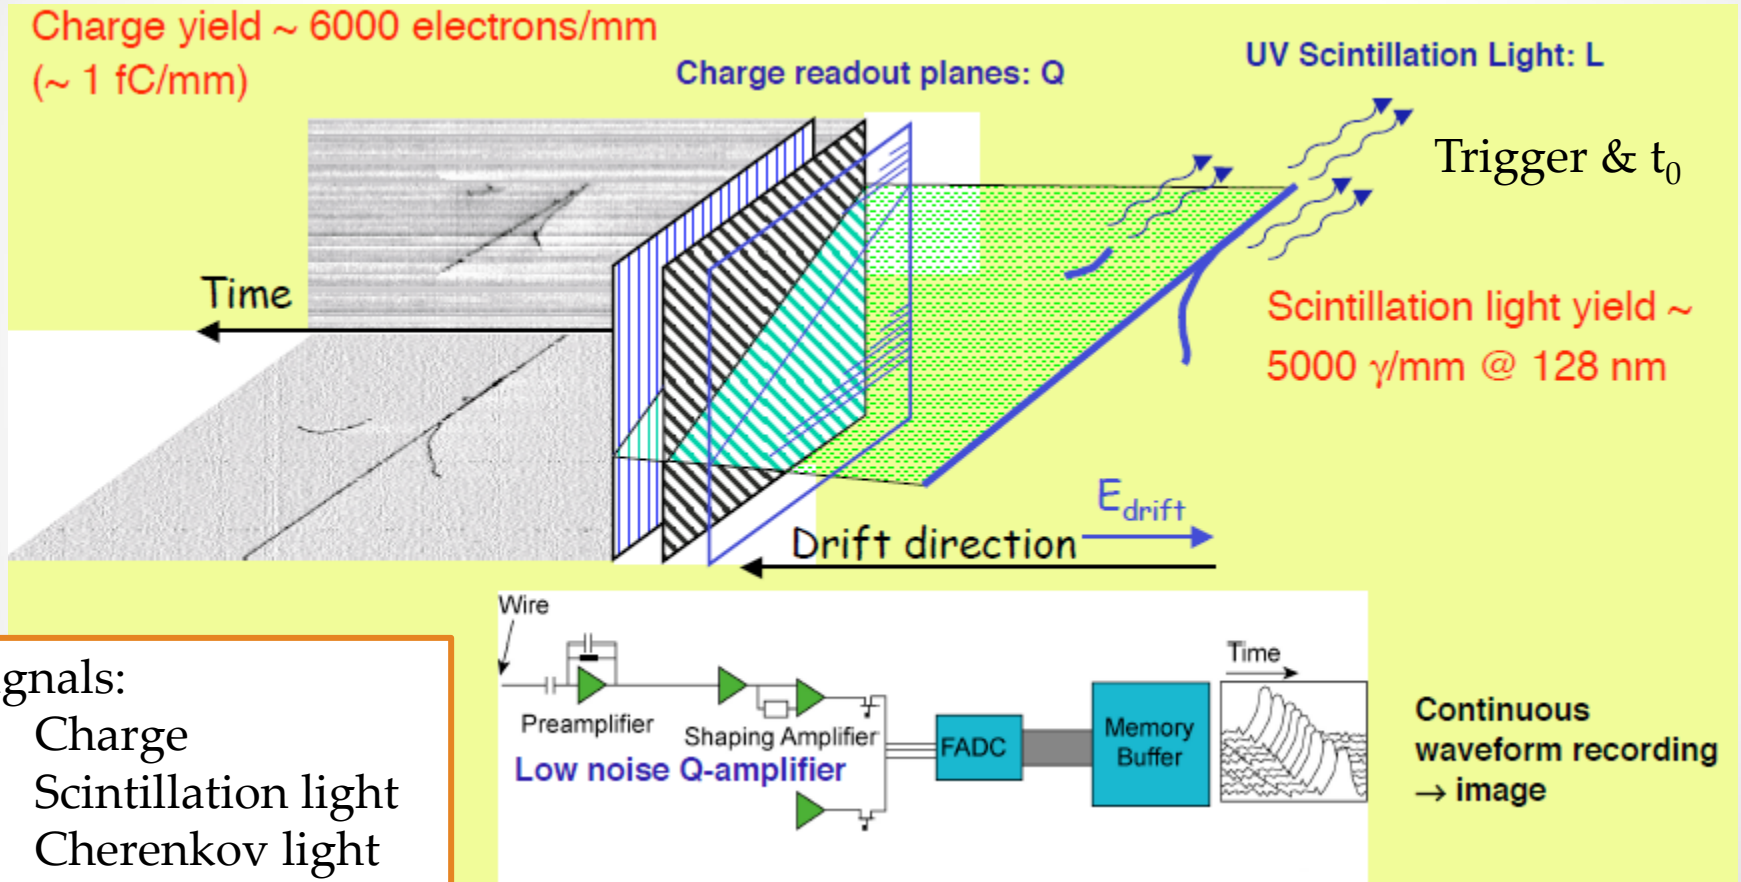 Charge yield ~ 6000 electrons/mm
(~ 1 fC/mm)
Charge readout planes: Q
UV Scintillation Light: L
Trigger & t₀
Time
Scintillation light yield ~
5000 γ/mm @ 128 nm
E_drift
Drift direction
Wire
Preamplifier
Shaping Amplifier
Low noise Q-amplifier
FADC
Memory
Buffer
Time
Continuous
waveform recording
→ image
gnals:
Charge
Scintillation light
Cherenkov light